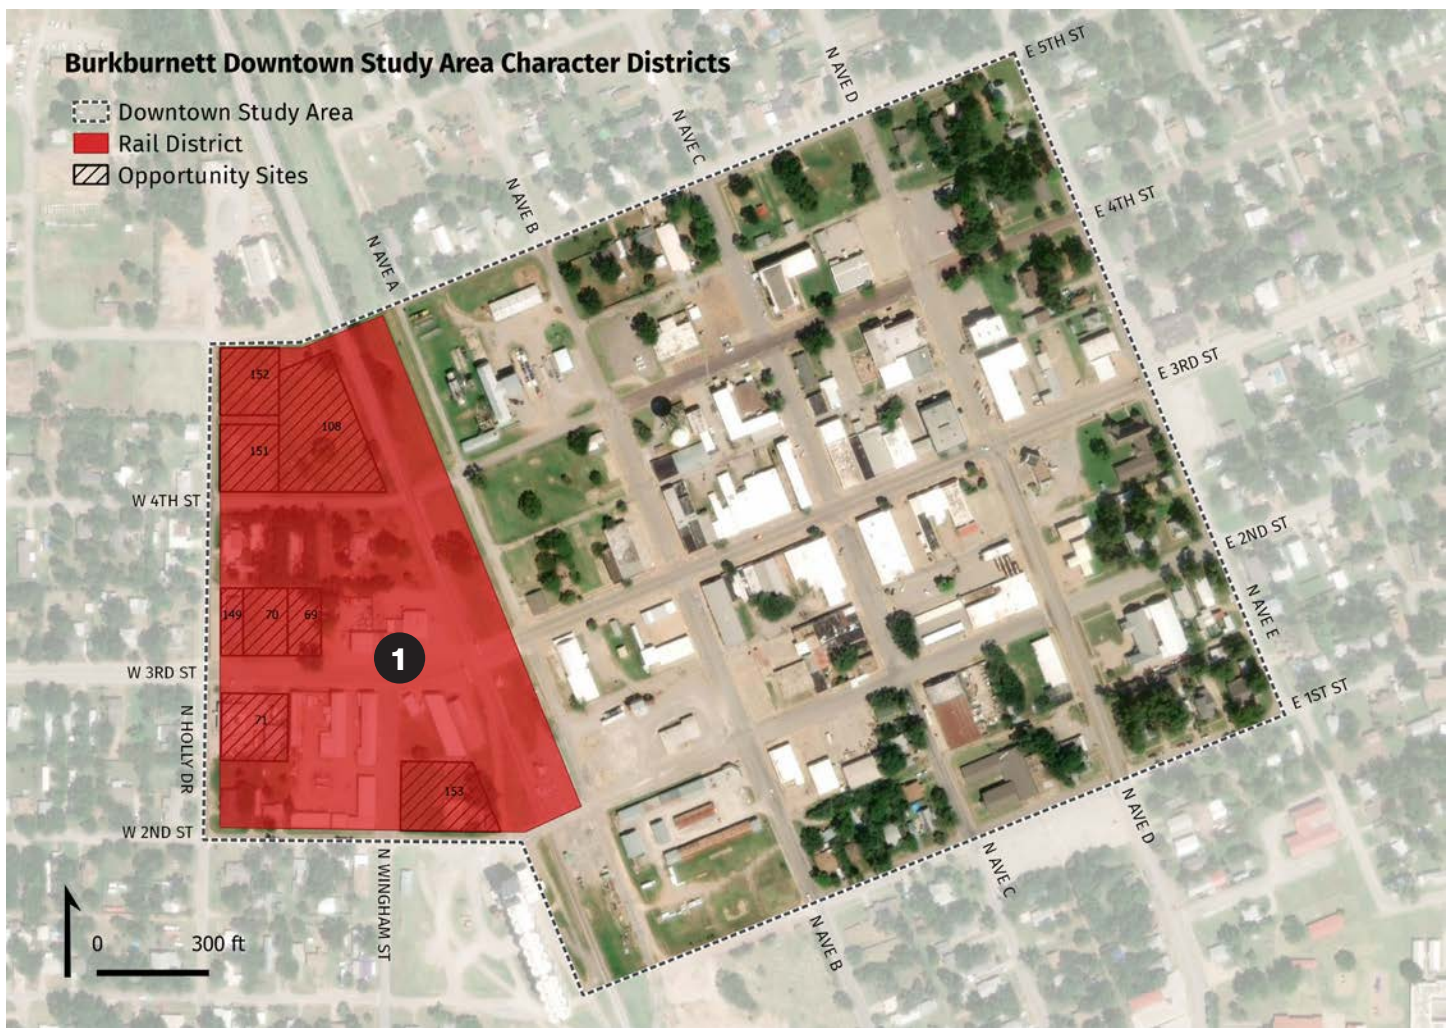 Burkburnett Downtown Study Area Character Districts
Downtown Study Area
Rail District
Opportunity Sites
E 5TH ST
N AVE D
N AVE C
N AVE B
N AVE A
E 4TH ST
E 3RD ST
152
108
151
W 4TH ST
E 2ND ST
149
70
69
N AVE E
1
W 3RD ST
E 1ST ST
71
N HOLLY DR
153
W 2ND ST
N WINGHAM ST
N AVE D
N AVE C
N AVE B
0
300 ft